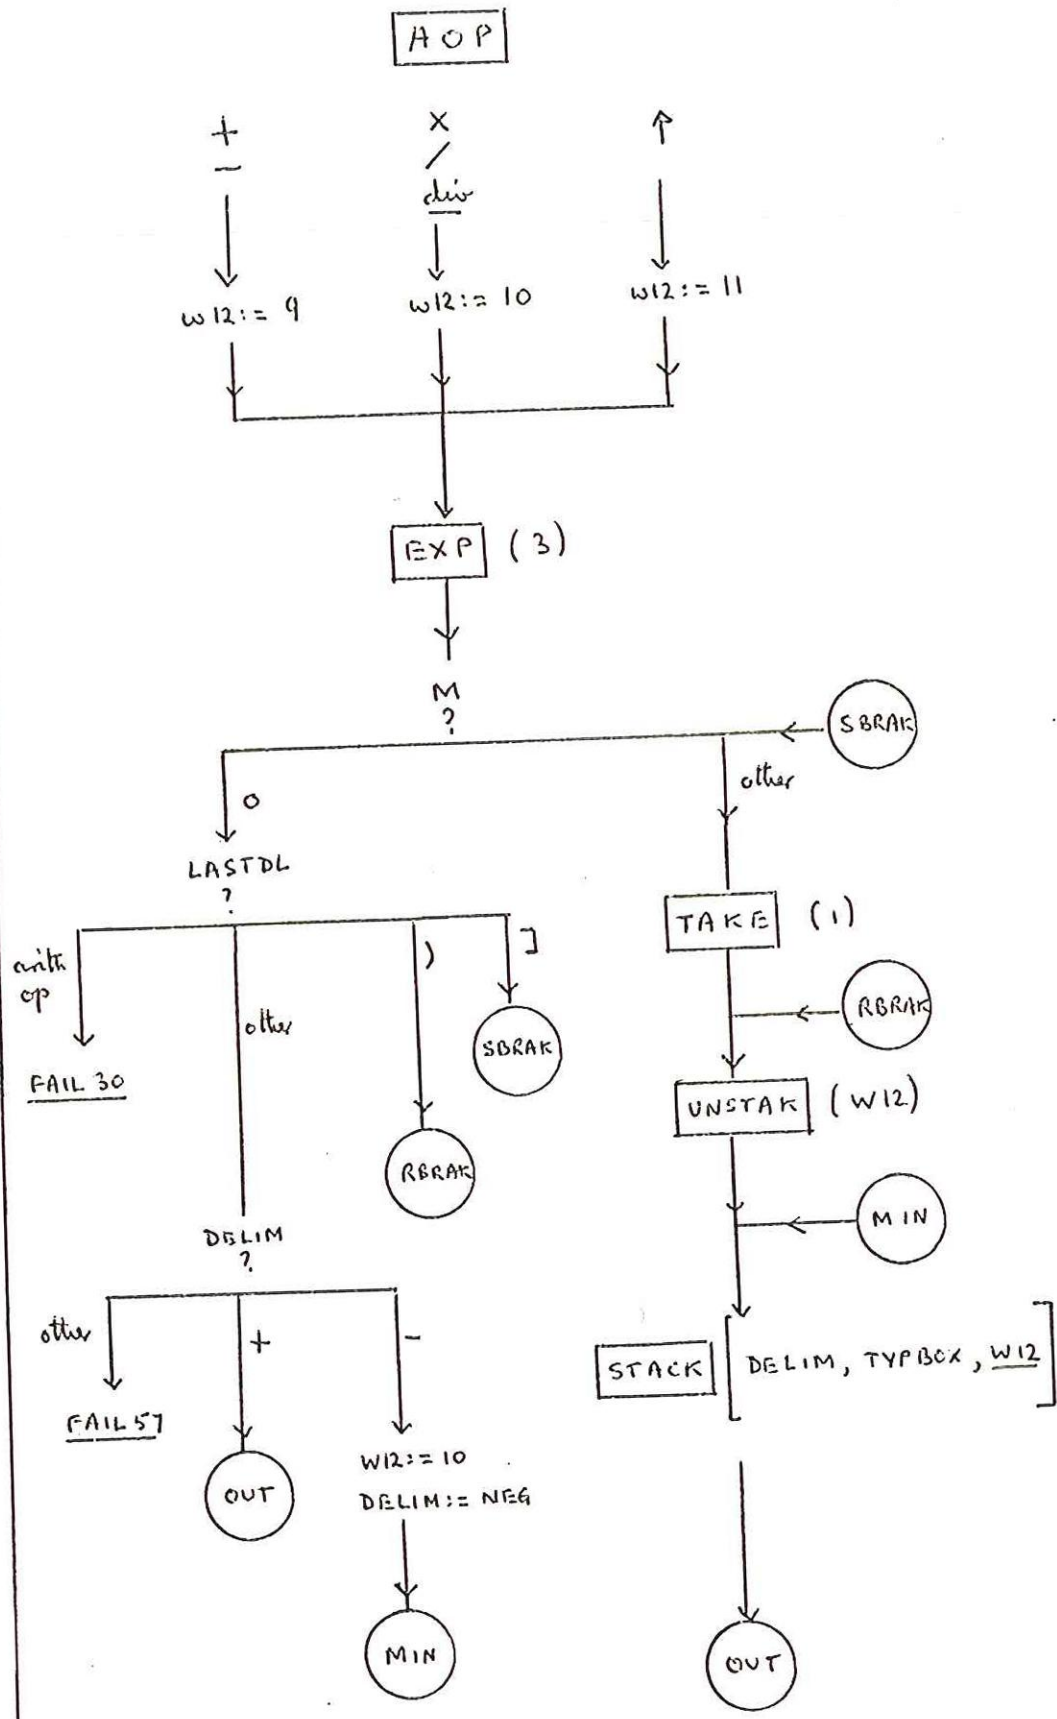 AOP
+ × ↑
- /
div
W12:= 9 W12:= 10 W12:= 11
EXP (3)
M
?
SBRAK
0 other
LASTDL
?
TAKE (1)
arith
op
other
)
]
RBRAK
SBRAK
FAIL 30
UNSTAK (W12)
RBRAK
MIN
DELIM
?
other + -
STACK [DELIM, TYPBOX, W12]
FAIL 57
W12:= 10
OUT
DELIM:= NEG
MIN
OUT